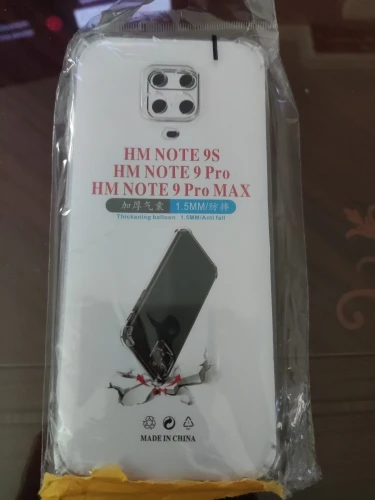 HM NOTE 9S
HM NOTE 9 Pro
HM NOTE 9 Pro MAX
加厚气囊 1.5MM/防摔
Thickening balloon 1.5MM/Anti fall
MADE IN CHINA